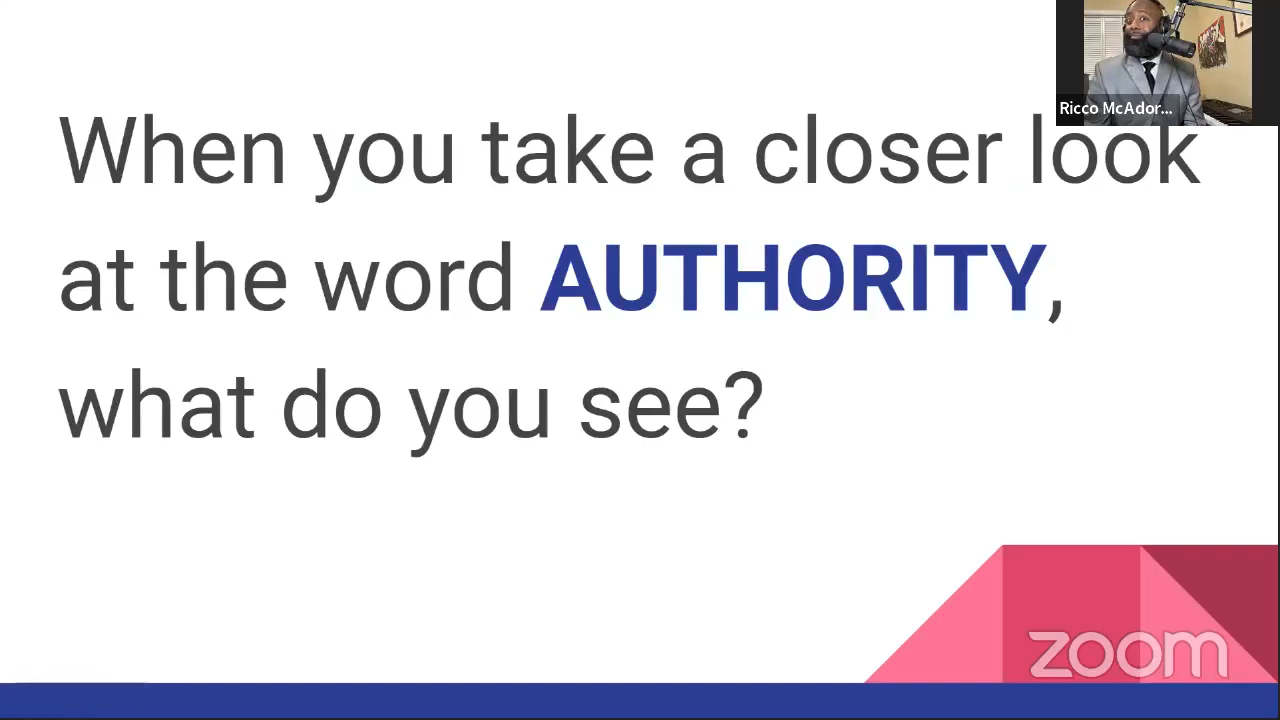 Ricco McAdor...
When you take a closer look
at the word AUTHORITY,
what do you see?
zoom